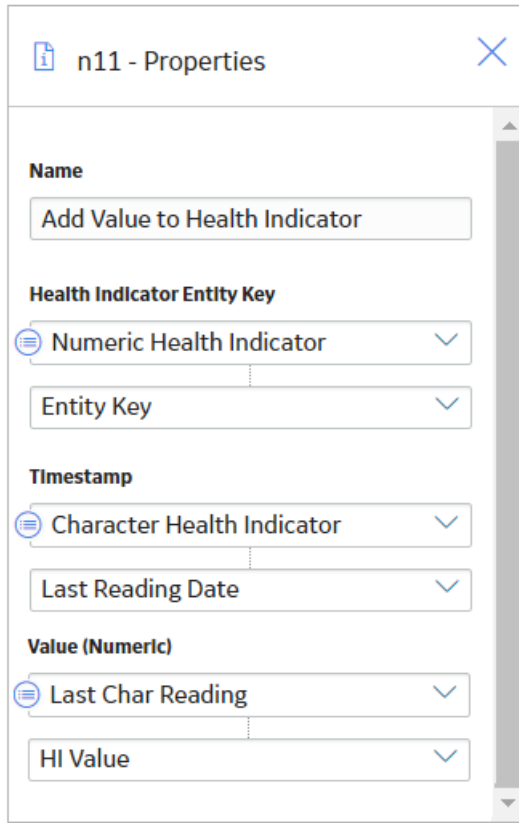 n11 - Properties
Name
Add Value to Health Indicator
Health Indicator Entity Key
Numeric Health Indicator
Entity Key
Timestamp
Character Health Indicator
Last Reading Date
Value (Numeric)
Last Char Reading
HI Value